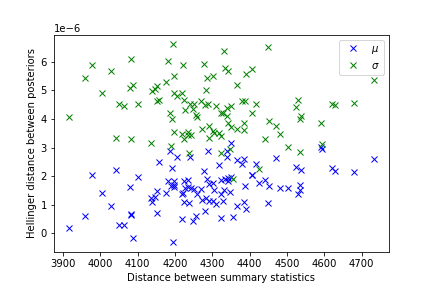 1e−6
μ
σ
6
5
4
3
2
1
0
Hellinger distance between posteriors
3900 4000 4100 4200 4300 4400 4500 4600 4700
Distance between summary statistics